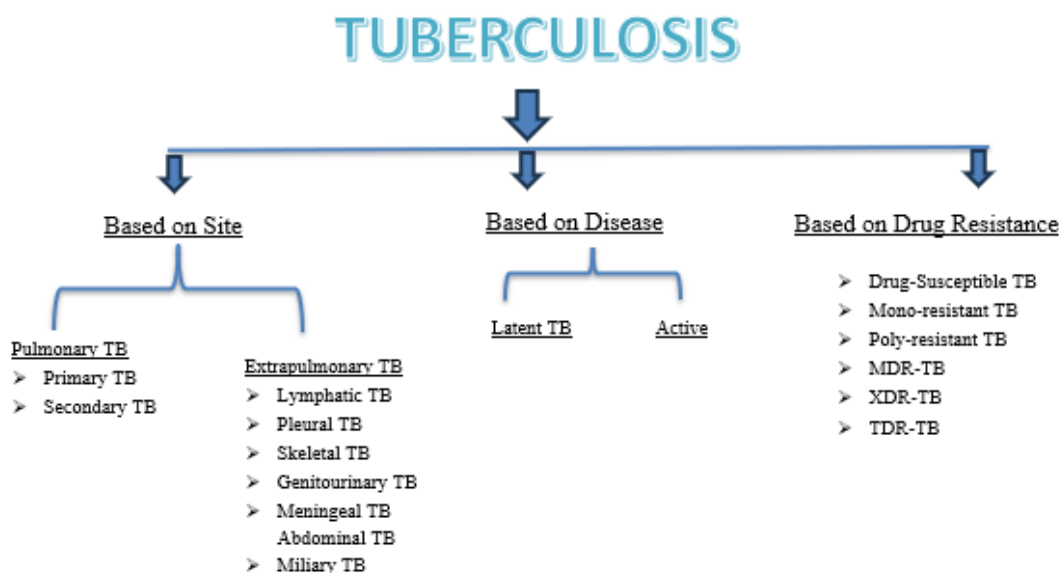 TUBERCULOSIS
Based on Site
Pulmonary TB
➢ Primary TB
➢ Secondary TB
Extrapulmonary TB
➢ Lymphatic TB
➢ Pleural TB
➢ Skeletal TB
➢ Genitourinary TB
➢ Meningeal TB
Abdominal TB
➢ Miliary TB
Based on Disease
Latent TB
Active
Based on Drug Resistance
➢ Drug-Susceptible TB
➢ Mono-resistant TB
➢ Poly-resistant TB
➢ MDR-TB
➢ XDR-TB
➢ TDR-TB